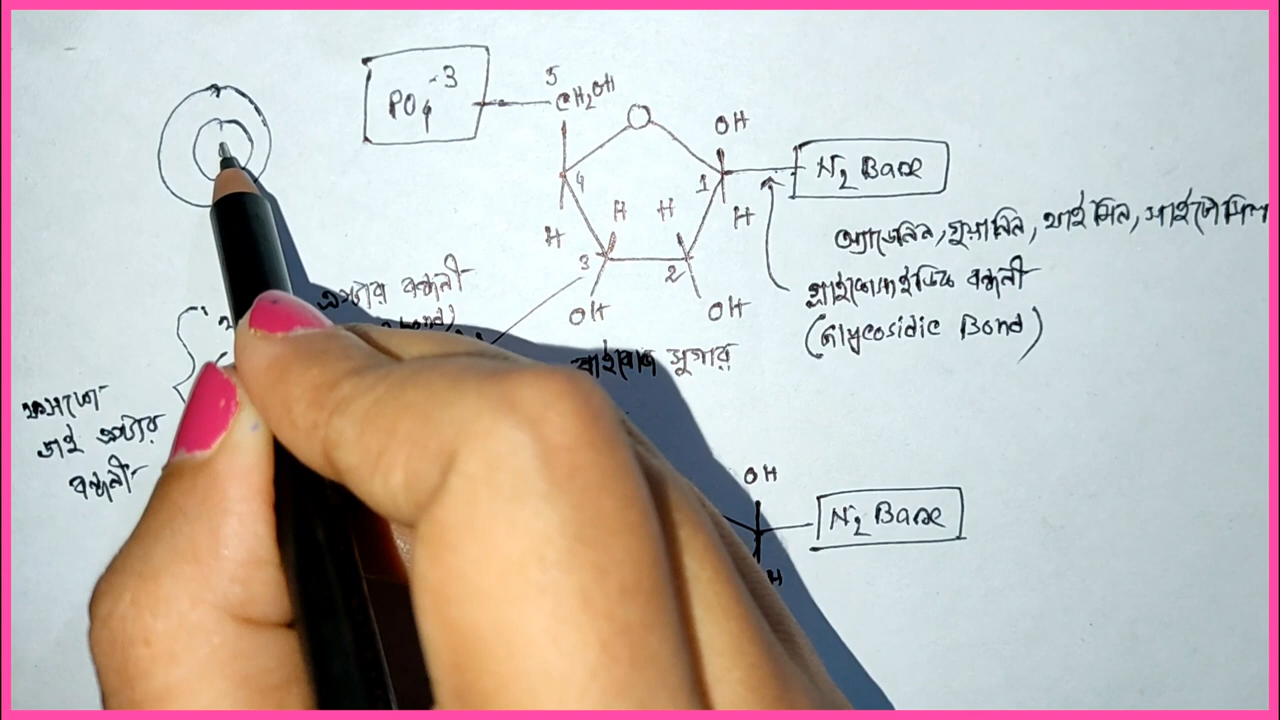 PO4 -3
5
CH2OH
O
OH
N2 Base
4
1
H
H
H
H
3
2
OH
OH
অ্যাডেনিন, গুয়ানিন, থাইমিন, সাইটোসিন
গ্লাইকোসাইডিক বন্ধনী
(Glycosidic Bond)
এস্টার বন্ধনী
রাইবোজ সুগার
ফসফো
ডাই এস্টার
বন্ধনী
OH
N2 Base
H